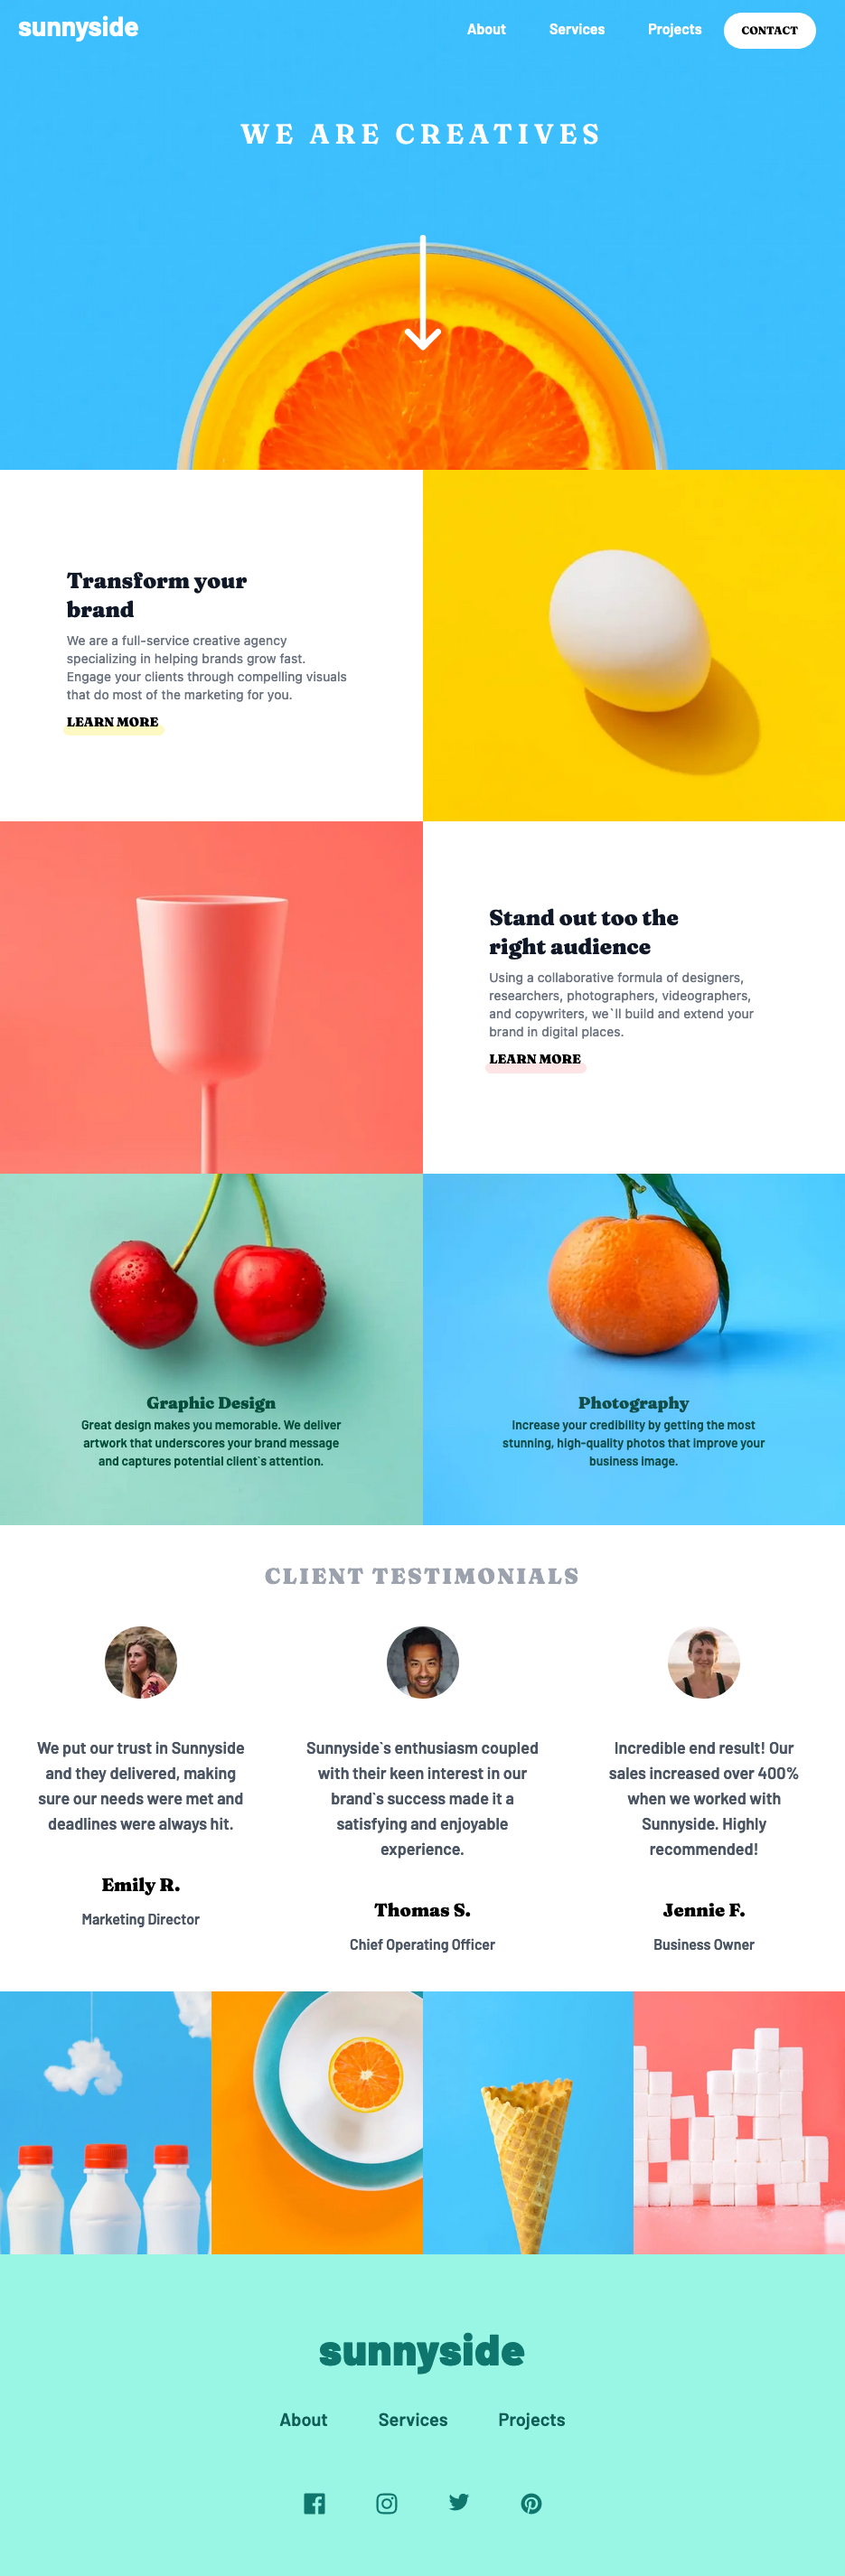 sunnyside
About Services Projects CONTACT
WE ARE CREATIVES
Transform your
brand
We are a full-service creative agency
specializing in helping brands grow fast.
Engage your clients through compelling visuals
that do most of the marketing for you.
LEARN MORE
Stand out too the
right audience
Using a collaborative formula of designers,
researchers, photographers, videographers,
and copywriters, we`ll build and extend your
brand in digital places.
LEARN MORE
Graphic Design
Great design makes you memorable. We deliver
artwork that underscores your brand message
and captures potential client`s attention.
Photography
Increase your credibility by getting the most
stunning, high-quality photos that improve your
business image.
CLIENT TESTIMONIALS
We put our trust in Sunnyside
and they delivered, making
sure our needs were met and
deadlines were always hit.
Emily R.
Marketing Director
Sunnyside`s enthusiasm coupled
with their keen interest in our
brand`s success made it a
satisfying and enjoyable
experience.
Thomas S.
Chief Operating Officer
Incredible end result! Our
sales increased over 400%
when we worked with
Sunnyside. Highly
recommended!
Jennie F.
Business Owner
sunnyside
About Services Projects